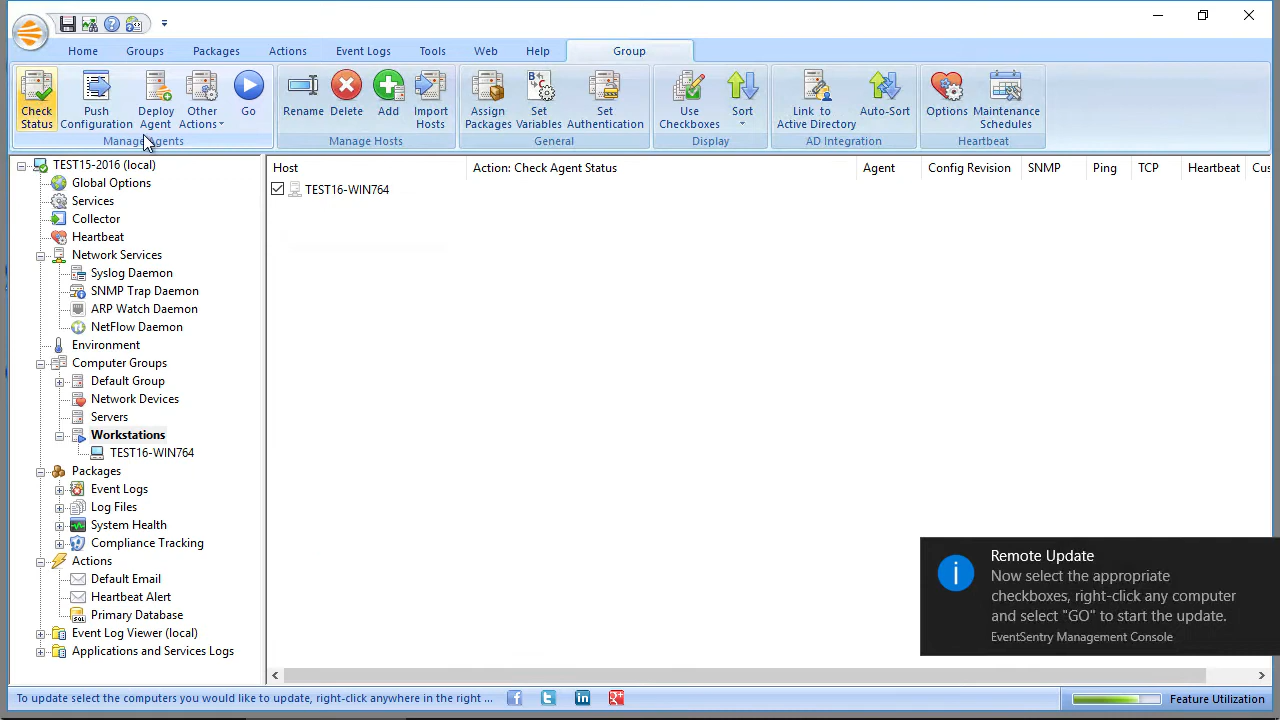 Home Groups Packages Actions Event Logs Tools Web Help Group
Check Status
Push Configuration
Deploy Agent
Other Actions
Go
Manage Agents
Rename
Delete
Add
Import Hosts
Manage Hosts
Assign Packages
Set Variables
Set Authentication
General
Use Checkboxes
Sort
Display
Link to Active Directory
Auto-Sort
AD Integration
Options
Maintenance Schedules
Heartbeat
TEST15-2016 (local)
Global Options
Services
Collector
Heartbeat
Network Services
Syslog Daemon
SNMP Trap Daemon
ARP Watch Daemon
NetFlow Daemon
Environment
Computer Groups
Default Group
Network Devices
Servers
Workstations
TEST16-WIN764
Packages
Event Logs
Log Files
System Health
Compliance Tracking
Actions
Default Email
Heartbeat Alert
Primary Database
Event Log Viewer (local)
Applications and Services Logs
Host Action: Check Agent Status Agent Config Revision SNMP Ping TCP Heartbeat Cus
TEST16-WIN764
Remote Update
Now select the appropriate
checkboxes, right-click any computer
and select "GO" to start the update.
EventSentry Management Console
To update select the computers you would like to update, right-click anywhere in the right ...
Feature Utilization